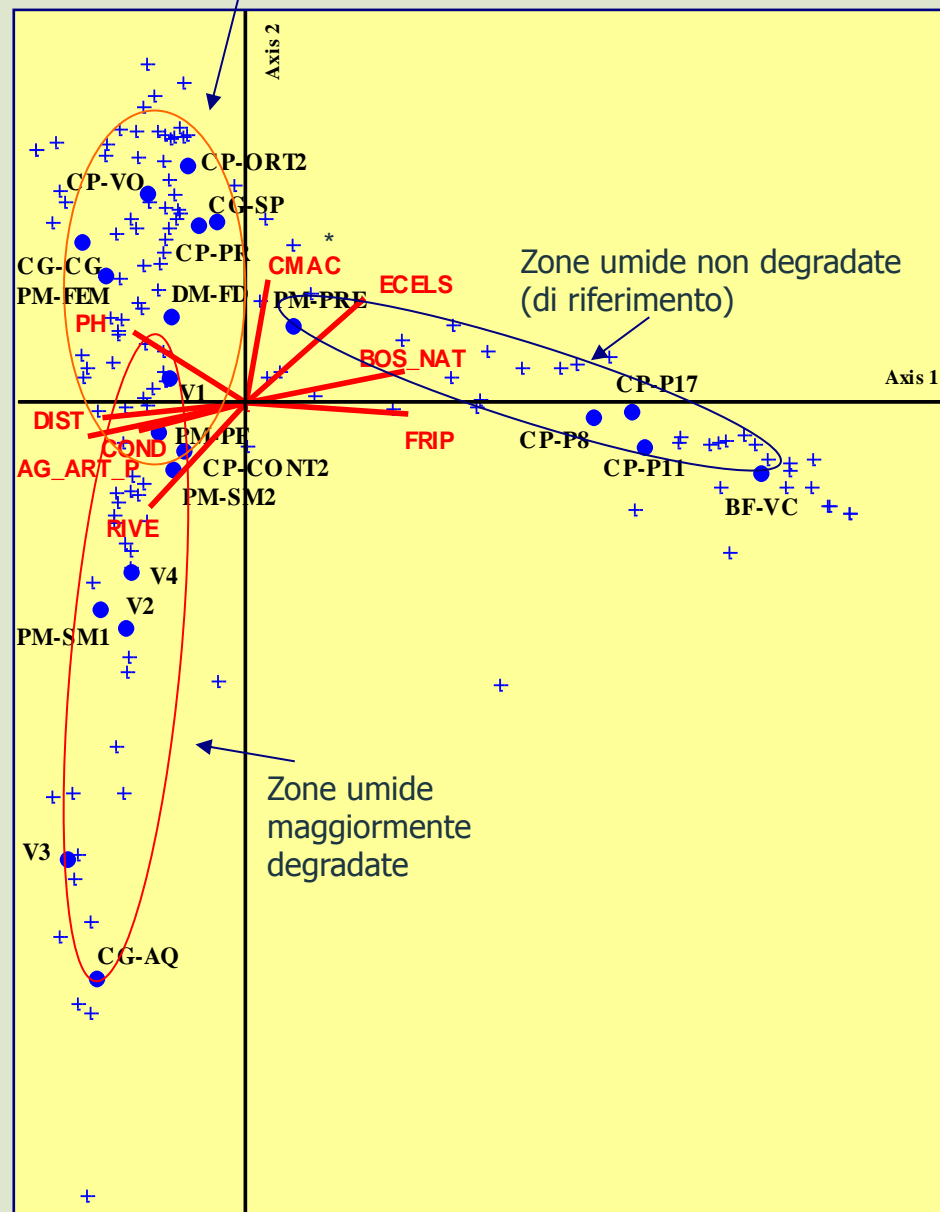 Axis 2
CP-ORT2
CP-VO
CG-SP
CP-PR
*
CG-CG
CMAC
Zone umide non degradate
(di riferimento)
PM-FEM
DM-FD
PM-PRE
ECELS
PH
BOS_NAT
Axis 1
V1
CP-P17
DIST
PM-PF
FRIP
CP-P8
COND
AG_ART_P
CP-CONT2
CP-P11
PM-SM2
BF-VC
RIVE
V4
V2
PM-SM1
Zone umide
maggiormente
degradate
V3
CG-AQ